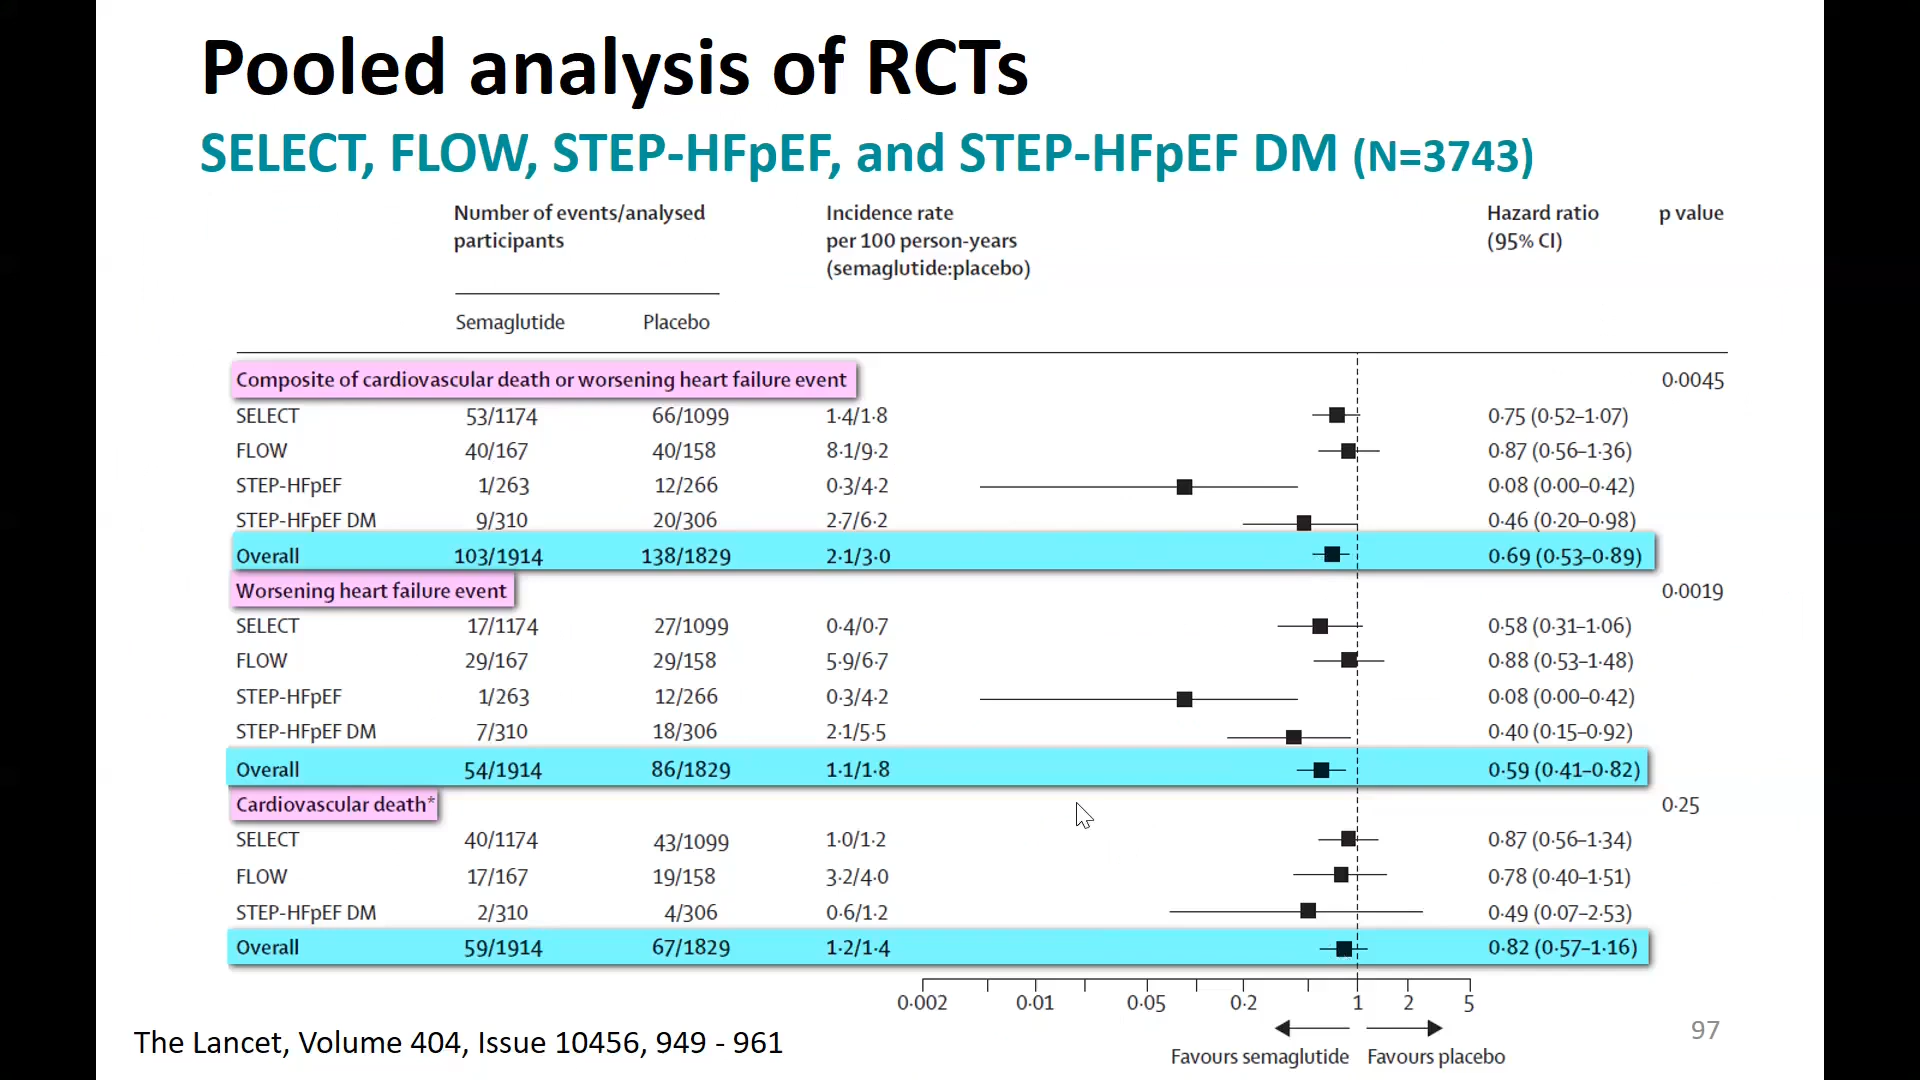 Pooled analysis of RCTs
SELECT, FLOW, STEP-HFpEF, and STEP-HFpEF DM (N=3743)
Number of events/analysed participants
Incidence rate per 100 person-years (semaglutide:placebo)
Hazard ratio (95% CI)
p value
Semaglutide Placebo
Composite of cardiovascular death or worsening heart failure event 0·0045
SELECT 53/1174 66/1099 1·4/1·8 0·75 (0·52–1·07)
FLOW 40/167 40/158 8·1/9·2 0·87 (0·56–1·36)
STEP-HFpEF 1/263 12/266 0·3/4·2 0·08 (0·00–0·42)
STEP-HFpEF DM 9/310 20/306 2·7/6·2 0·46 (0·20–0·98)
Overall 103/1914 138/1829 2·1/3·0 0·69 (0·53–0·89)
Worsening heart failure event 0·0019
SELECT 17/1174 27/1099 0·4/0·7 0·58 (0·31–1·06)
FLOW 29/167 29/158 5·9/6·7 0·88 (0·53–1·48)
STEP-HFpEF 1/263 12/266 0·3/4·2 0·08 (0·00–0·42)
STEP-HFpEF DM 7/310 18/306 2·1/5·5 0·40 (0·15–0·92)
Overall 54/1914 86/1829 1·1/1·8 0·59 (0·41–0·82)
Cardiovascular death* 0·25
SELECT 40/1174 43/1099 1·0/1·2 0·87 (0·56–1·34)
FLOW 17/167 19/158 3·2/4·0 0·78 (0·40–1·51)
STEP-HFpEF DM 2/310 4/306 0·6/1·2 0·49 (0·07–2·53)
Overall 59/1914 67/1829 1·2/1·4 0·82 (0·57–1·16)
0·002 0·01 0·05 0·2 1 2 5
Favours semaglutide Favours placebo
The Lancet, Volume 404, Issue 10456, 949 - 961
97